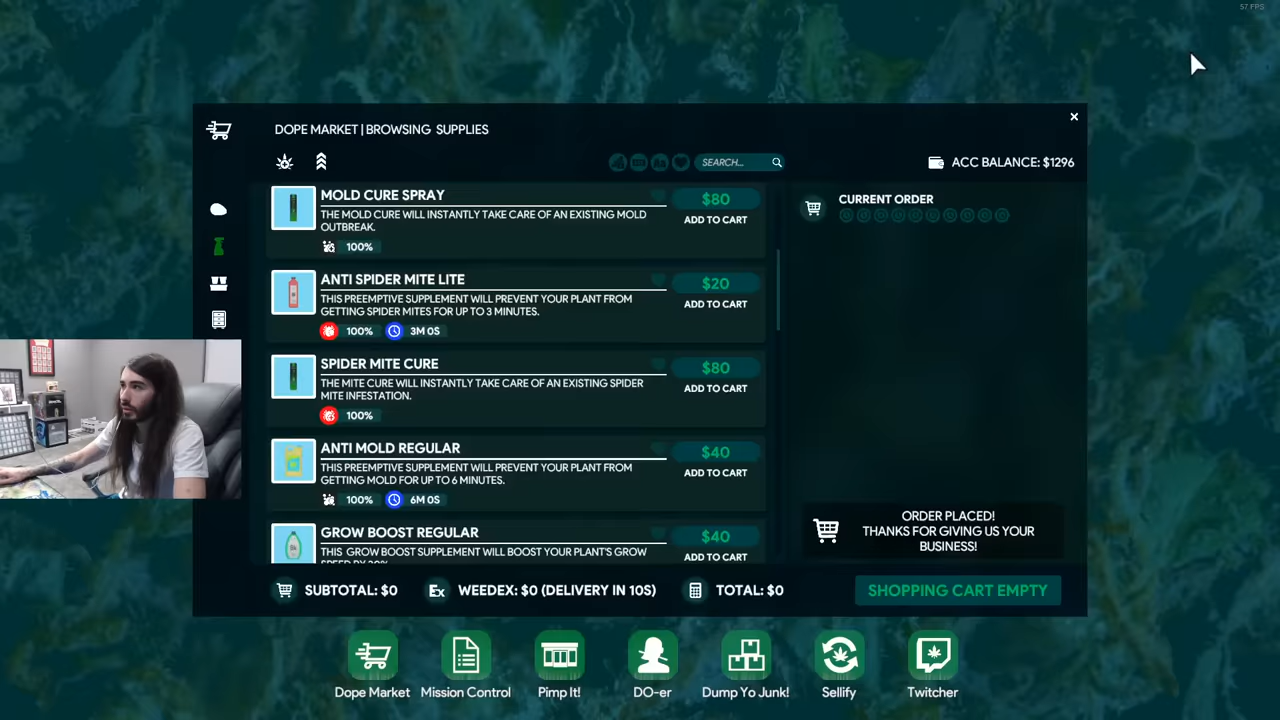 57 FPS
DOPE MARKET | BROWSING SUPPLIES
SEARCH...
ACC BALANCE: $1296
MOLD CURE SPRAY
THE MOLD CURE WILL INSTANTLY TAKE CARE OF AN EXISTING MOLD
OUTBREAK.
100%
$80
ADD TO CART
ANTI SPIDER MITE LITE
THIS PREEMPTIVE SUPPLEMENT WILL PREVENT YOUR PLANT FROM
GETTING SPIDER MITES FOR UP TO 3 MINUTES.
100% 3M 0S
$20
ADD TO CART
SPIDER MITE CURE
THE MITE CURE WILL INSTANTLY TAKE CARE OF AN EXISTING SPIDER
MITE INFESTATION.
100%
$80
ADD TO CART
ANTI MOLD REGULAR
THIS PREEMPTIVE SUPPLEMENT WILL PREVENT YOUR PLANT FROM
GETTING MOLD FOR UP TO 6 MINUTES.
100% 6M 0S
$40
ADD TO CART
GROW BOOST REGULAR
THIS GROW BOOST SUPPLEMENT WILL BOOST YOUR PLANT'S GROW
$40
ADD TO CART
CURRENT ORDER
ORDER PLACED!
THANKS FOR GIVING US YOUR
BUSINESS!
SUBTOTAL: $0
Ex WEEDEX: $0 (DELIVERY IN 10S)
TOTAL: $0
SHOPPING CART EMPTY
Dope Market
Mission Control
Pimp It!
DO-er
Dump Yo Junk!
Sellify
Twitcher